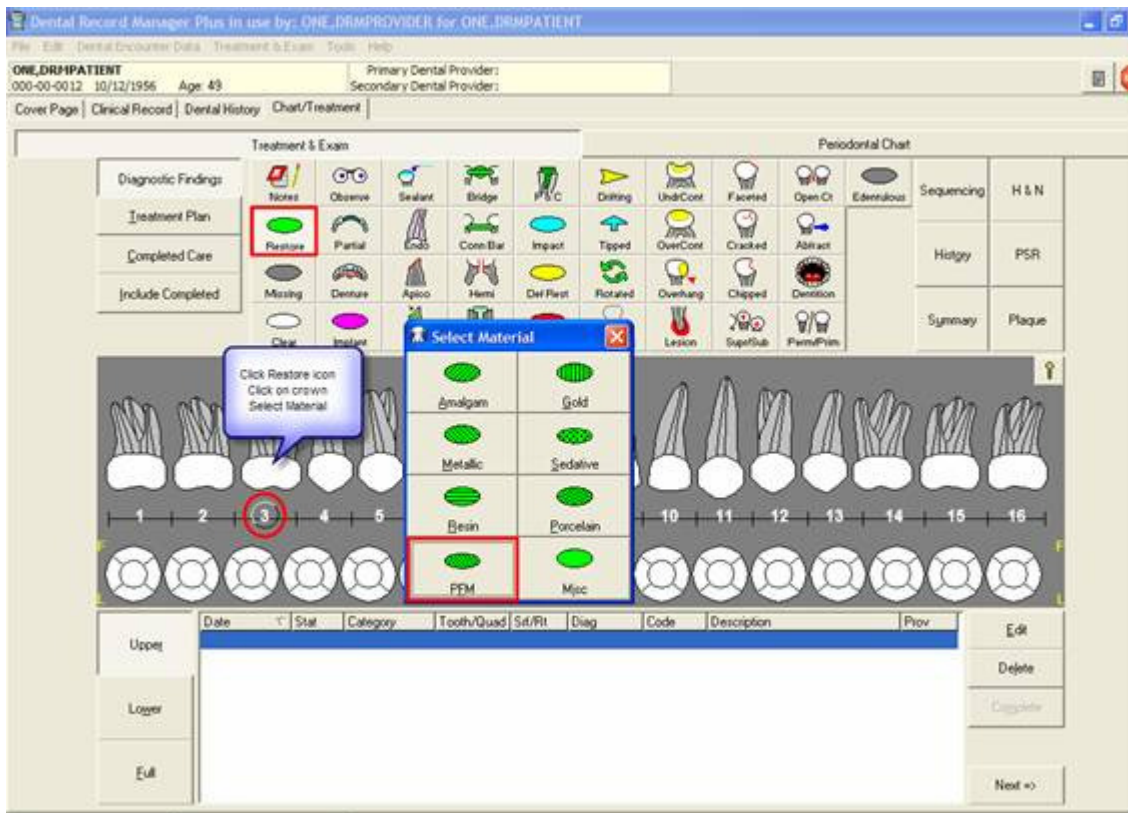 Dental Record Manager Plus in use by: ONE.DRMPROVIDER for ONE.DRMPATIENT
File Edit Dental Encounter Data Treatment & Exam Tools Help
ONE,DRMPATIENT Primary Dental Provider:
000-00-0012 10/12/1956 Age: 49 Secondary Dental Provider:
Cover Page Clinical Record Dental History Chart/Treatment
Treatment & Exam Periodontal Chart
Diagnostic Findings
Treatment Plan
Completed Care
Include Completed
Notes Observe Sealant Bridge P&C Drifting UndrCont Faceted Open Ct Edentulous
Restore Partial Endo Conn Bar Impact Tipped OverCont Cracked Abfract
Missing Denture Apico Hemi Def Rest Rotated Overhang Chipped Dentition
Clear Implant Lesion Supr/Sub Perm/Prim
Sequencing H & N
Histgry PSR
Symmary Plaque
Select Material
Amalgam Gold
Metallic Sedative
Resin Porcelain
PFM Misc
Click Restore icon
Click on crown
Select Material
1 2 3 4 5 10 11 12 13 14 15 16
F F
L L
Upper
Lower
Full
Date Stat Category Tooth/Quad Srf/Rt Diag Code Description Prov
Edit
Delete
Complete
Next =>